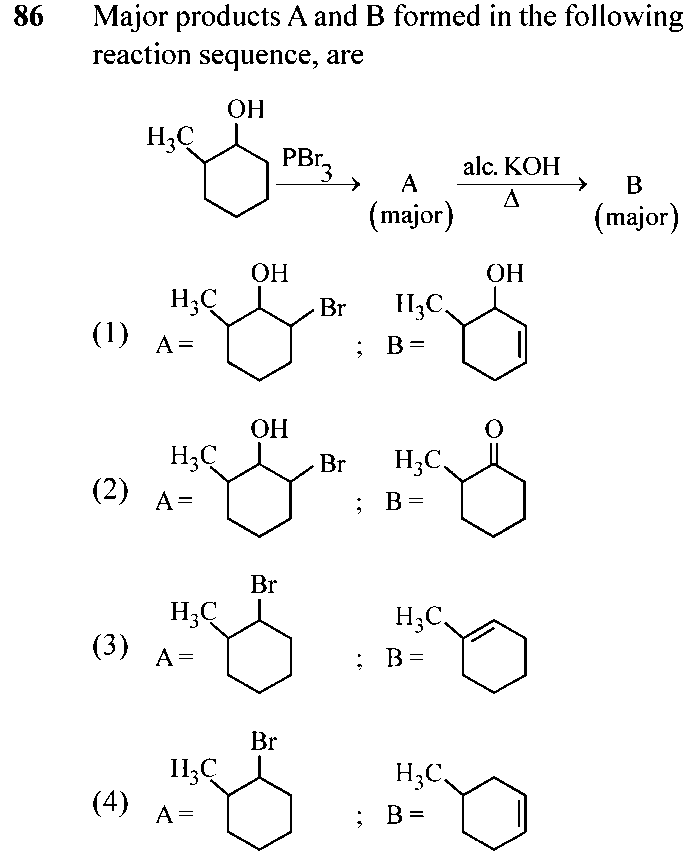 86 Major products A and B formed in the following
reaction sequence, are
OH
H₃C
PBr₃ A alc. KOH B
(major) Δ (major)
OH OH
H₃C Br H₃C
(1) A = ; B =
OH O
H₃C Br H₃C
(2) A = ; B =
Br
H₃C H₃C
(3) A = ; B =
Br
H₃C H₃C
(4) A = ; B =